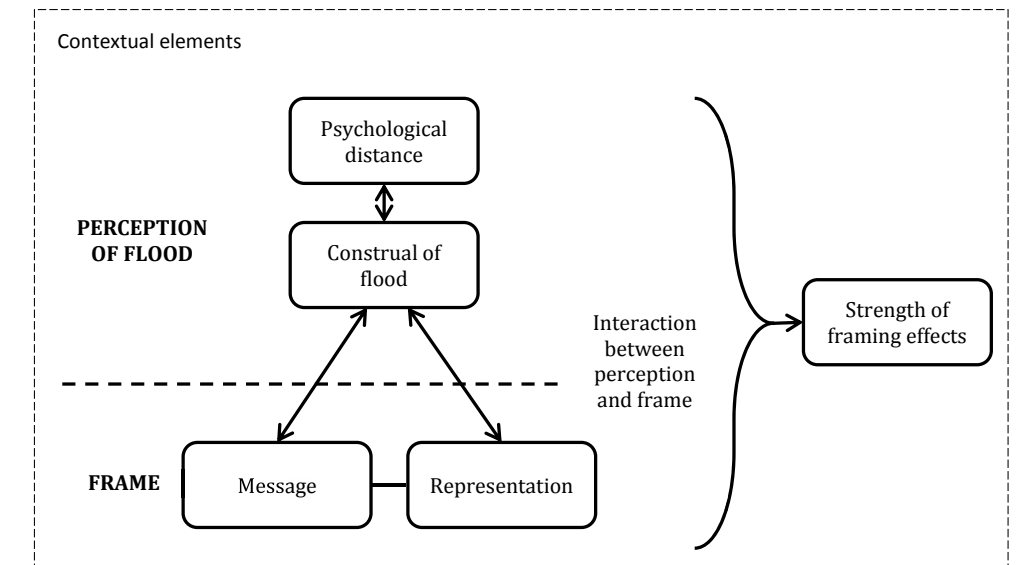 Contextual elements
Psychological
distance
PERCEPTION
OF FLOOD
Construal of
flood
Interaction
between
perception
and frame
Strength of
framing effects
FRAME
Message
Representation